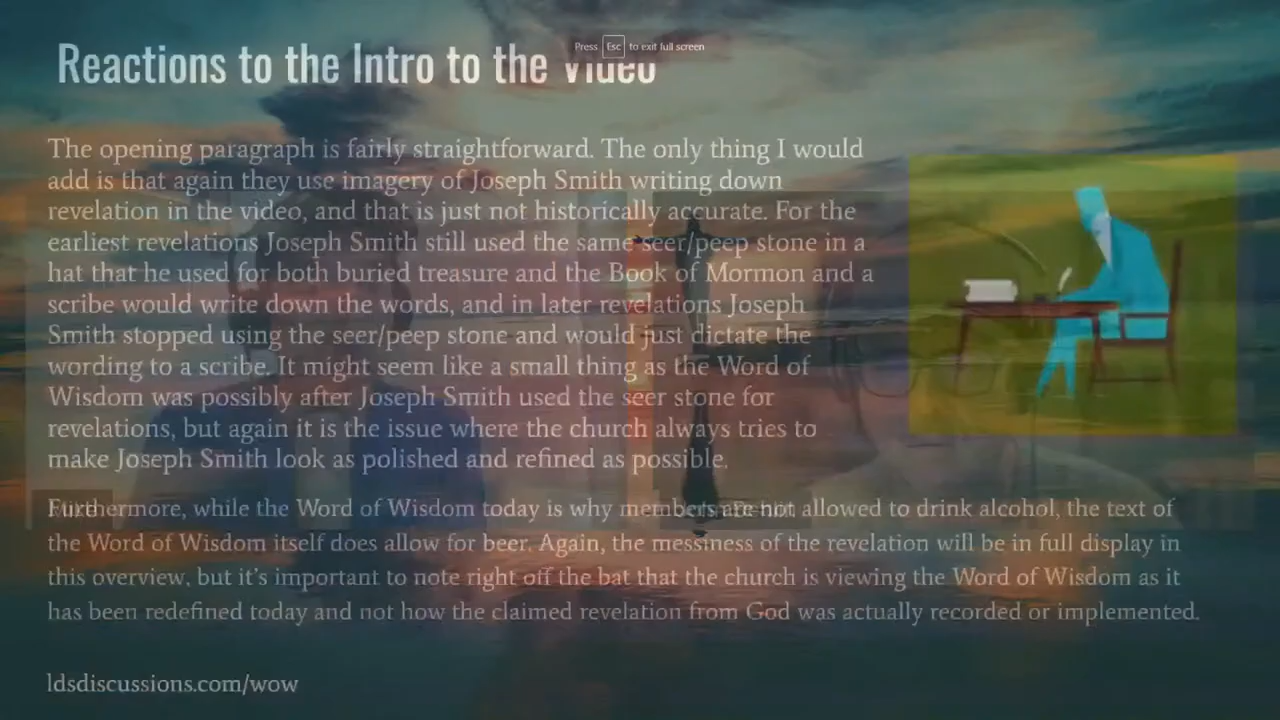 Press Esc to exit full screen
Reactions to the Intro to the Video
The opening paragraph is fairly straightforward. The only thing I would
add is that again they use imagery of Joseph Smith writing down
revelation in the video, and that is just not historically accurate. For the
earliest revelations Joseph Smith still used the same seer/peep stone in a
hat that he used for both buried treasure and the Book of Mormon and a
scribe would write down the words, and in later revelations Joseph
Smith stopped using the seer/peep stone and would just dictate the
wording to a scribe. It might seem like a small thing as the Word of
Wisdom was possibly after Joseph Smith used the seer stone for
revelations, but again it is the issue where the church always tries to
make Joseph Smith look as polished and refined as possible.
Furthermore, while the Word of Wisdom today is why members are not allowed to drink alcohol, the text of
the Word of Wisdom itself does allow for beer. Again, the messiness of the revelation will be in full display in
this overview, but it's important to note right off the bat that the church is viewing the Word of Wisdom as it
has been redefined today and not how the claimed revelation from God was actually recorded or implemented.
ldsdiscussions.com/wow